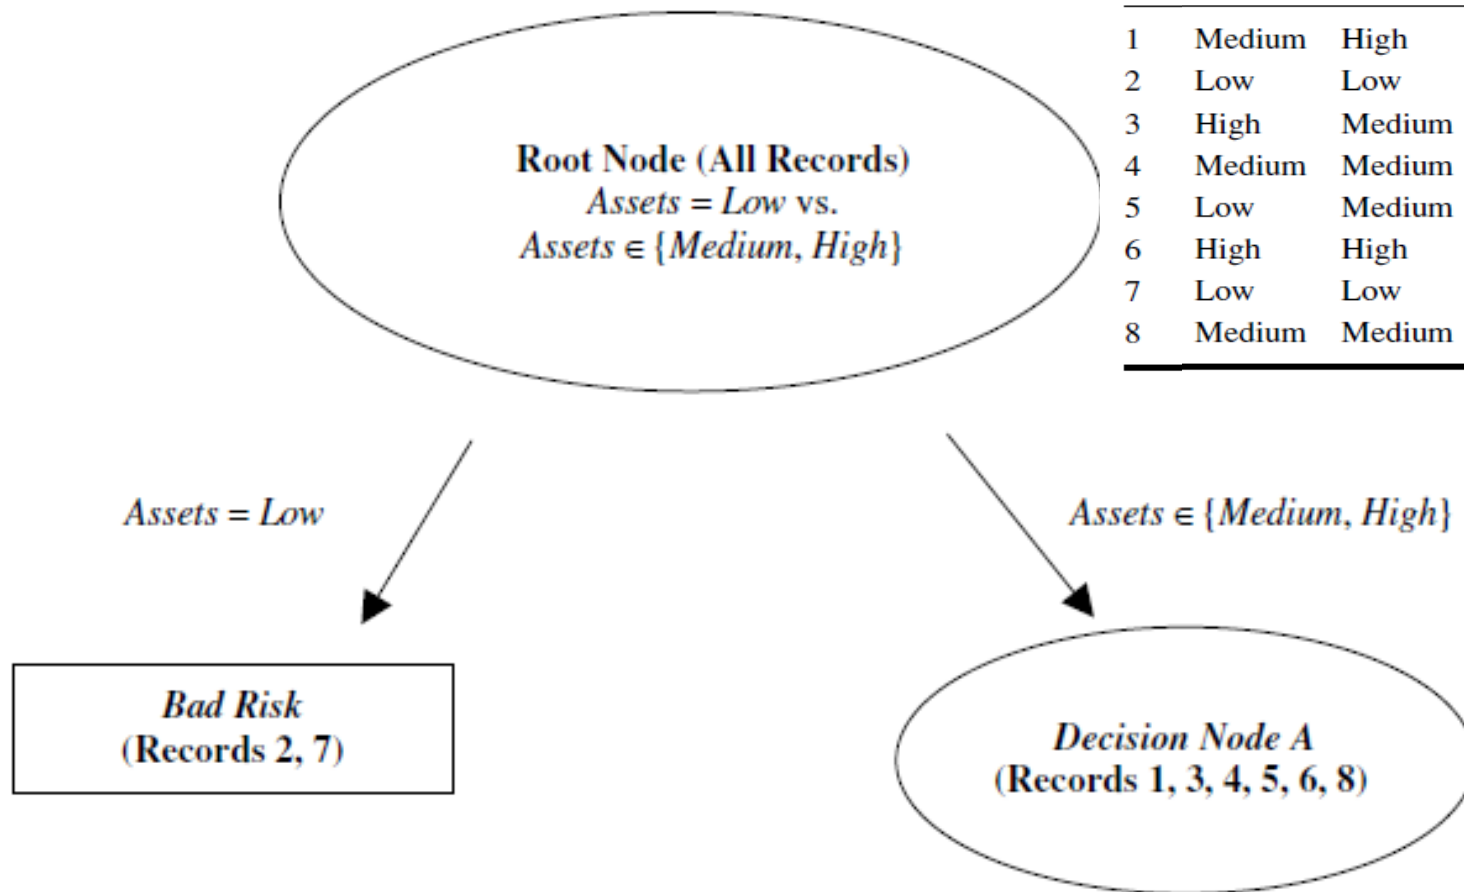 Root Node (All Records)
Assets = Low vs.
Assets ∈ {Medium, High}
1 Medium High
2 Low Low
3 High Medium
4 Medium Medium
5 Low Medium
6 High High
7 Low Low
8 Medium Medium
Assets = Low
Assets ∈ {Medium, High}
Bad Risk
(Records 2, 7)
Decision Node A
(Records 1, 3, 4, 5, 6, 8)